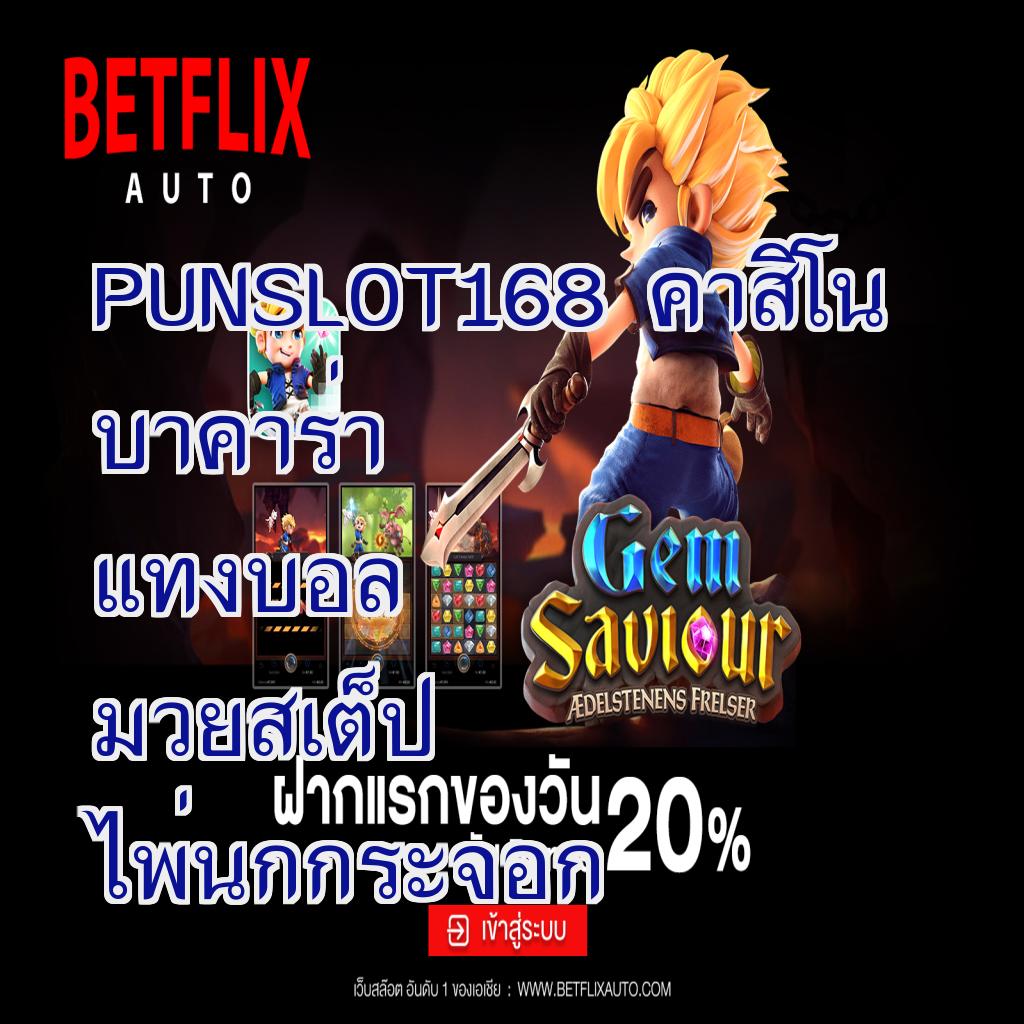 BETFLIX
AUTO
PUNSLOT168 คาสิโน
บาคาร่า
แทงบอล
Gem
Saviour
ÆDELSTENENS FRELSER
มวยสเต็ป
ฝากแรกของวัน 20%
ไพ่นกกระจอก
เข้าสู่ระบบ
เว็บสล๊อต อันดับ 1 ของเอเชีย : WWW.BETFLIXAUTO.COM